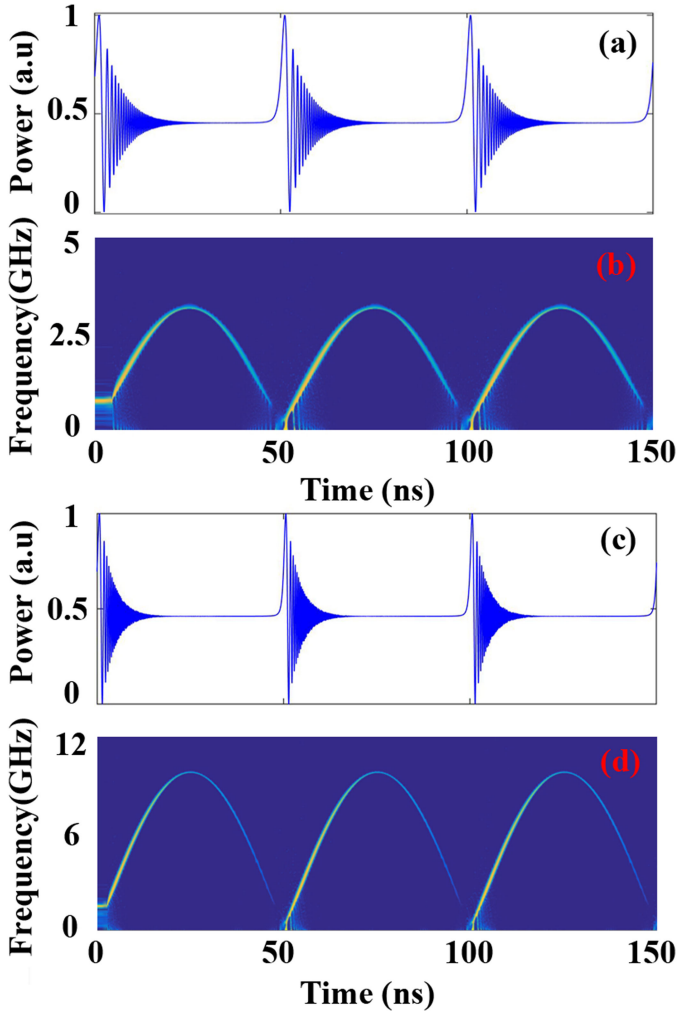 1
(a)
Power (a.u)
0.5
0
5
(b)
Frequency(GHz)
2.5
0
0 50 100 150
Time (ns)
1
(c)
Power (a.u)
0.5
0
12
(d)
Frequency(GHz)
6
0
0 50 100 150
Time (ns)